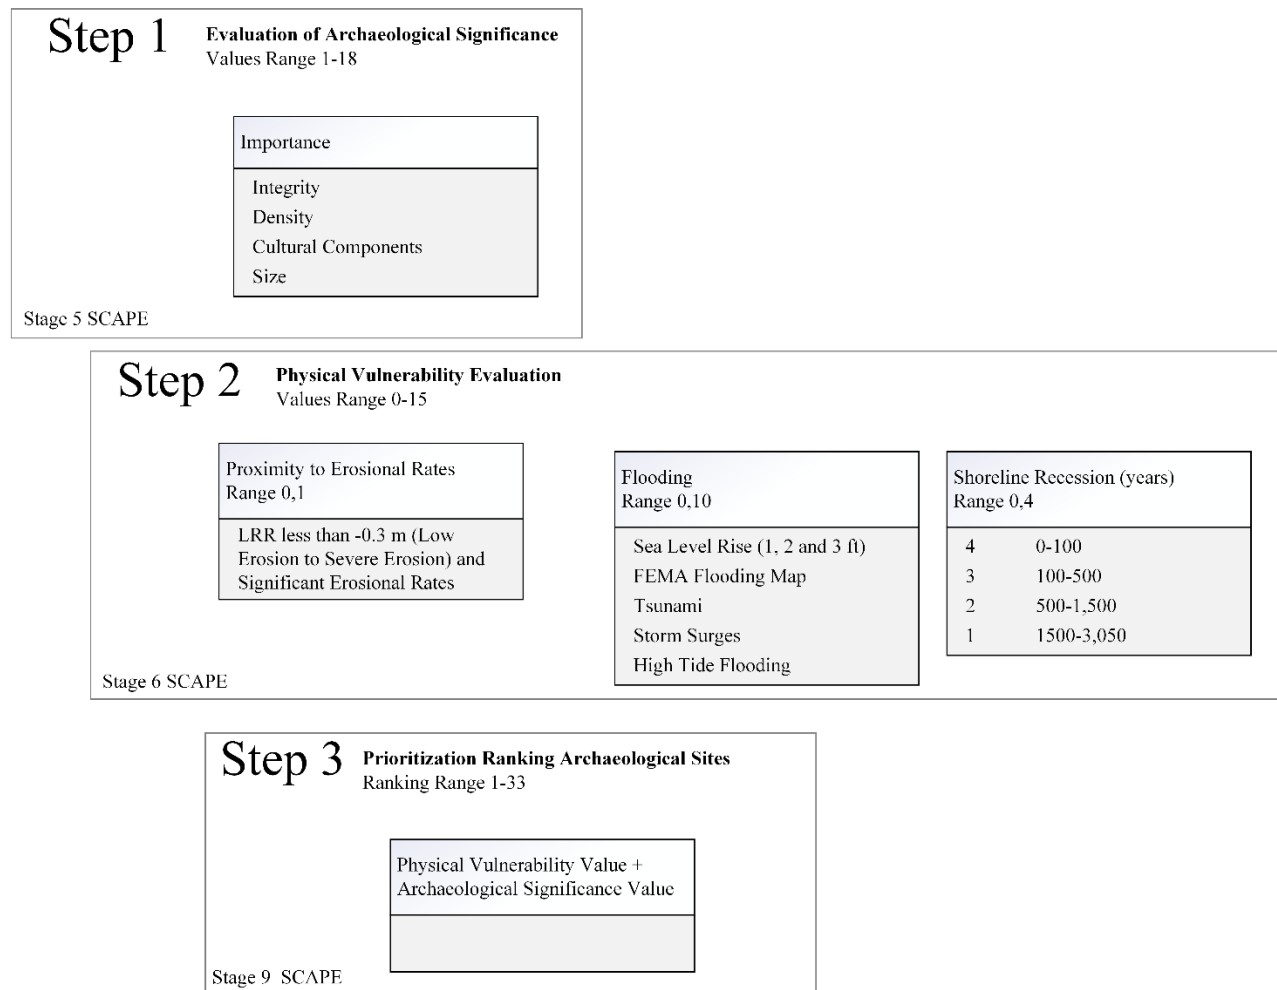 Step 1
Evaluation of Archaeological Significance
Values Range 1-18
Importance
Integrity
Density
Cultural Components
Size
Stage 5 SCAPE
Step 2
Physical Vulnerability Evaluation
Values Range 0-15
Proximity to Erosional Rates
Range 0,1
LRR less than -0.3 m (Low
Erosion to Severe Erosion) and
Significant Erosional Rates
Flooding
Range 0,10
Sea Level Rise (1, 2 and 3 ft)
FEMA Flooding Map
Tsunami
Storm Surges
High Tide Flooding
Shoreline Recession (years)
Range 0,4
4 0-100
3 100-500
2 500-1,500
1 1500-3,050
Stage 6 SCAPE
Step 3
Prioritization Ranking Archaeological Sites
Ranking Range 1-33
Physical Vulnerability Value +
Archaeological Significance Value
Stage 9 SCAPE